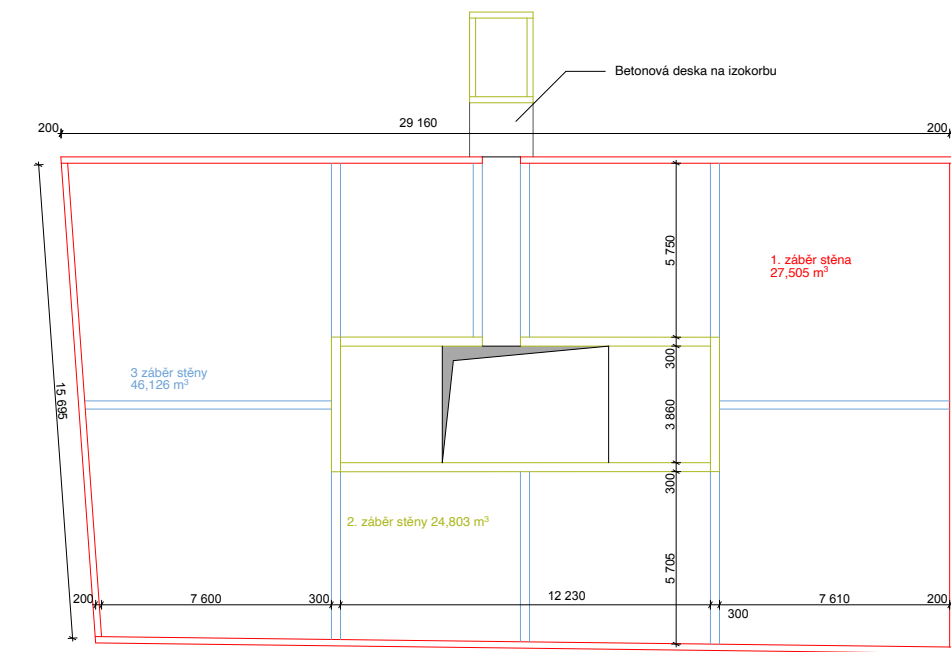 Betonová deska na izokorbu
200
29 160
200
5 750
1. záběr stěna
27,505 m³
300
3 záběr stěny
46,126 m³
15 695
3 860
300
2. záběr stěny 24,803 m³
5 705
200
7 600
300
12 230
300
7 610
200